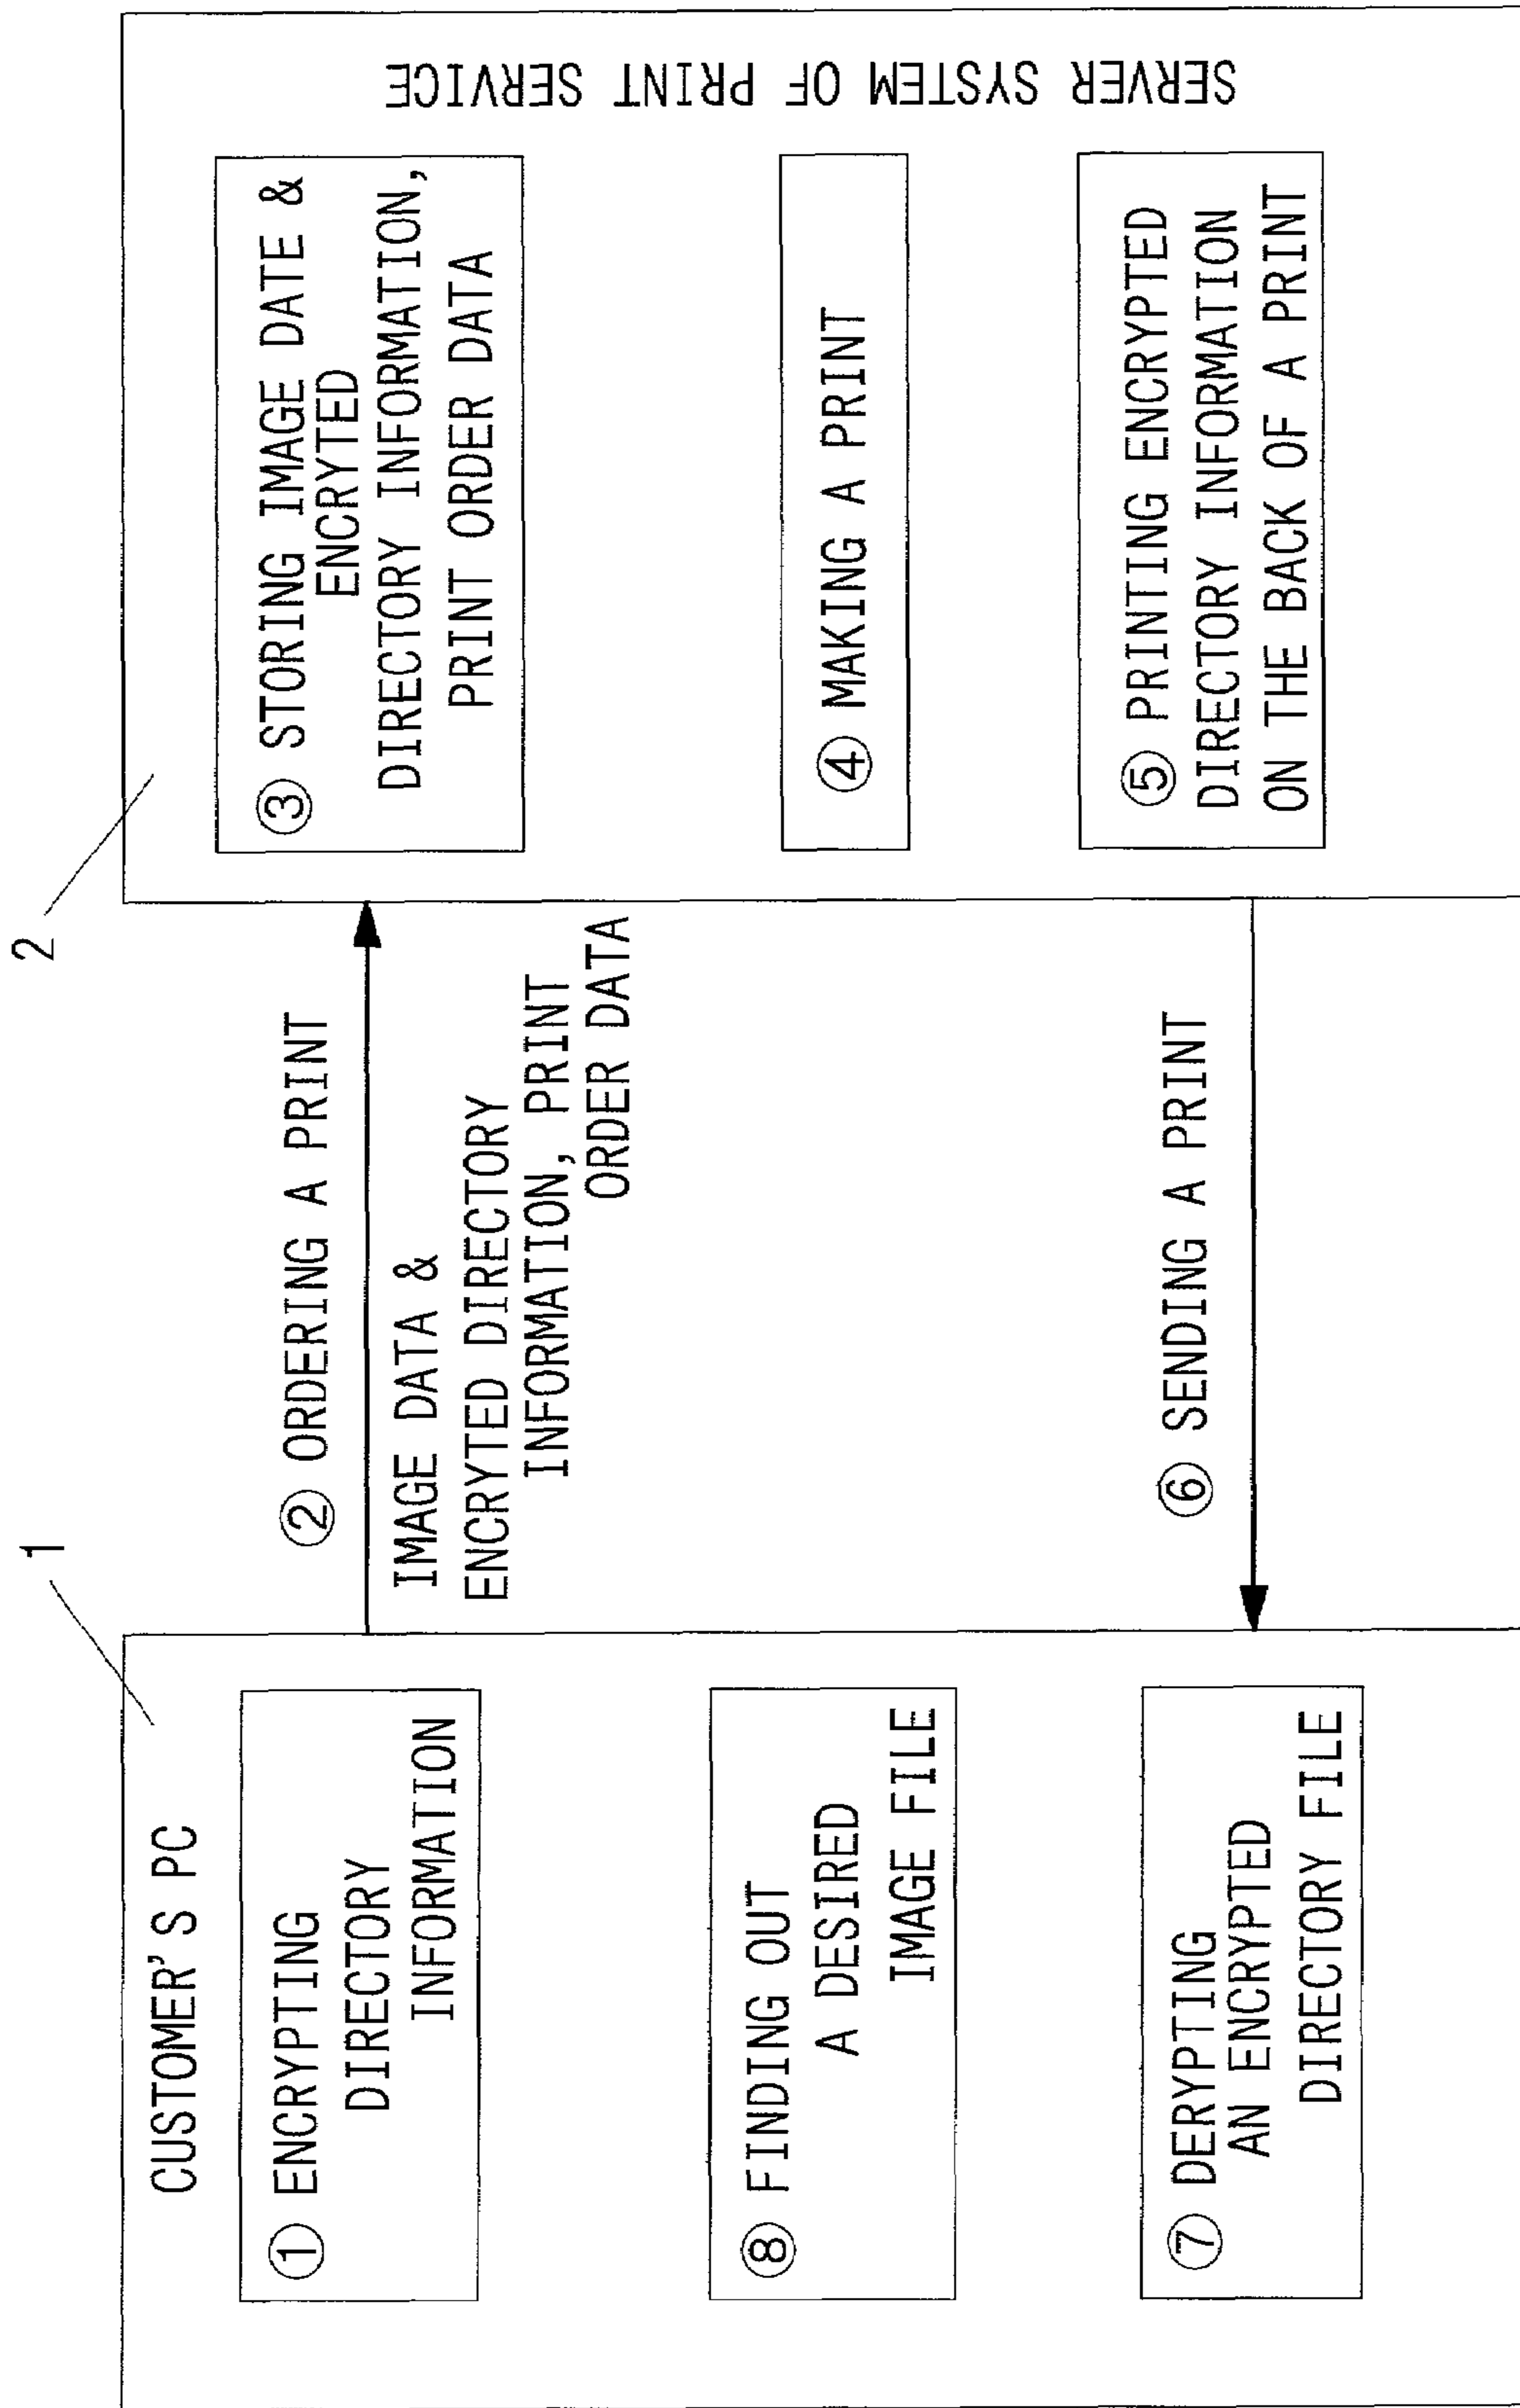 1
2
CUSTOMER'S PC
① ENCRYPTING
DIRECTORY
INFORMATION
⑧ FINDING OUT
A DESIRED
IMAGE FILE
⑦ DERYPTING
AN ENCRYPTED
DIRECTORY FILE
② ORDERING A PRINT
IMAGE DATA &
ENCRYTED DIRECTORY
INFORMATION, PRINT
ORDER DATA
⑥ SENDING A PRINT
③ STORING IMAGE DATE &
ENCRYTED
DIRECTORY INFORMATION,
PRINT ORDER DATA
④ MAKING A PRINT
⑤ PRINTING ENCRYPTED
DIRECTORY INFORMATION
ON THE BACK OF A PRINT
SERVER SYSTEM OF PRINT SERVICE